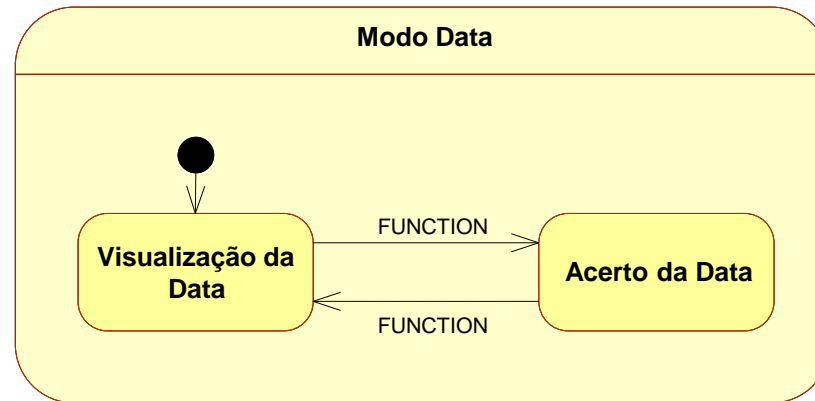 Modo Data
FUNCTION
Visualização da
Data
Acerto da Data
FUNCTION